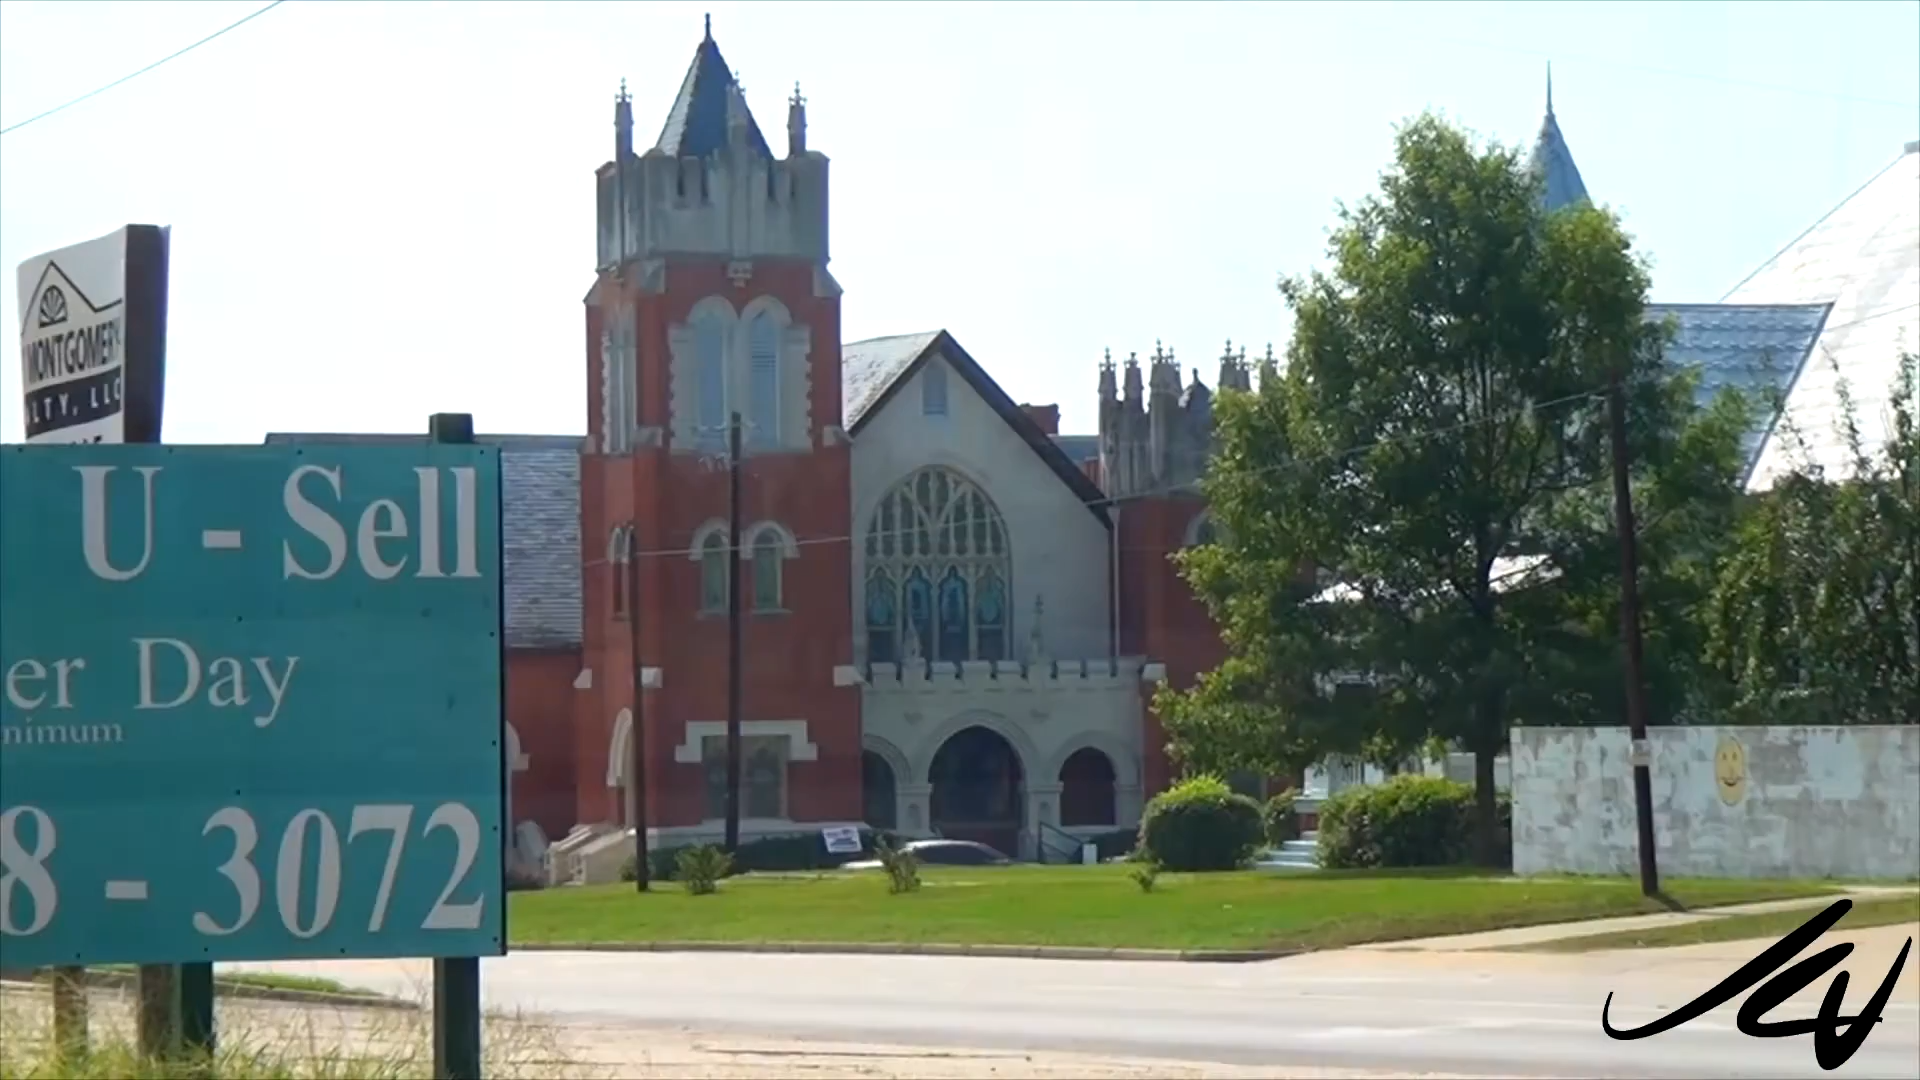 MONTGOMERY
LTY, LLC
U - Sell
er Day
nimum
8 - 3072